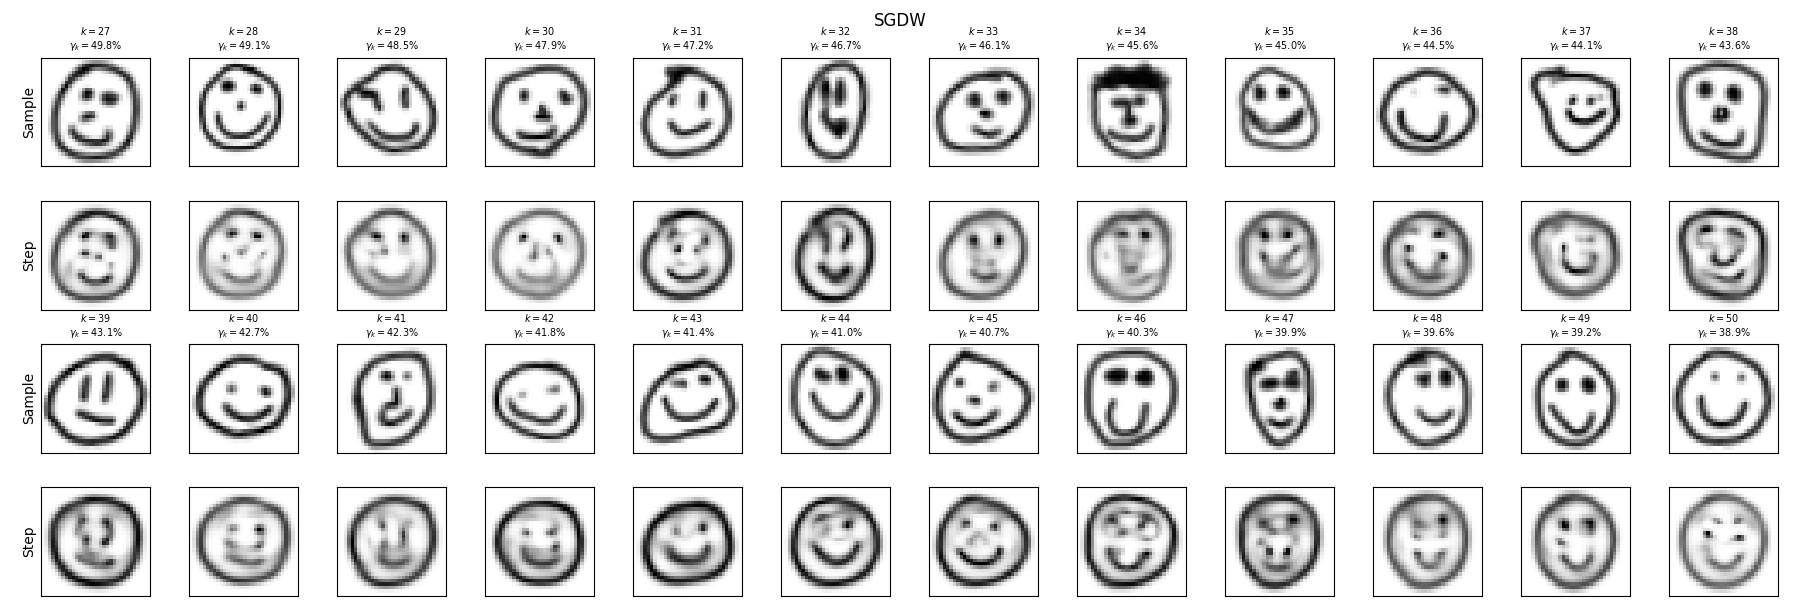 SGDW
k = 27 k = 28 k = 29 k = 30 k = 31 k = 32 k = 33 k = 34 k = 35 k = 36 k = 37 k = 38
γk = 49.8% γk = 49.1% γk = 48.5% γk = 47.9% γk = 47.2% γk = 46.7% γk = 46.1% γk = 45.6% γk = 45.0% γk = 44.5% γk = 44.1% γk = 43.6%
Sample
Step
k = 39 k = 40 k = 41 k = 42 k = 43 k = 44 k = 45 k = 46 k = 47 k = 48 k = 49 k = 50
γk = 43.1% γk = 42.7% γk = 42.3% γk = 41.8% γk = 41.4% γk = 41.0% γk = 40.7% γk = 40.3% γk = 39.9% γk = 39.6% γk = 39.2% γk = 38.9%
Sample
Step